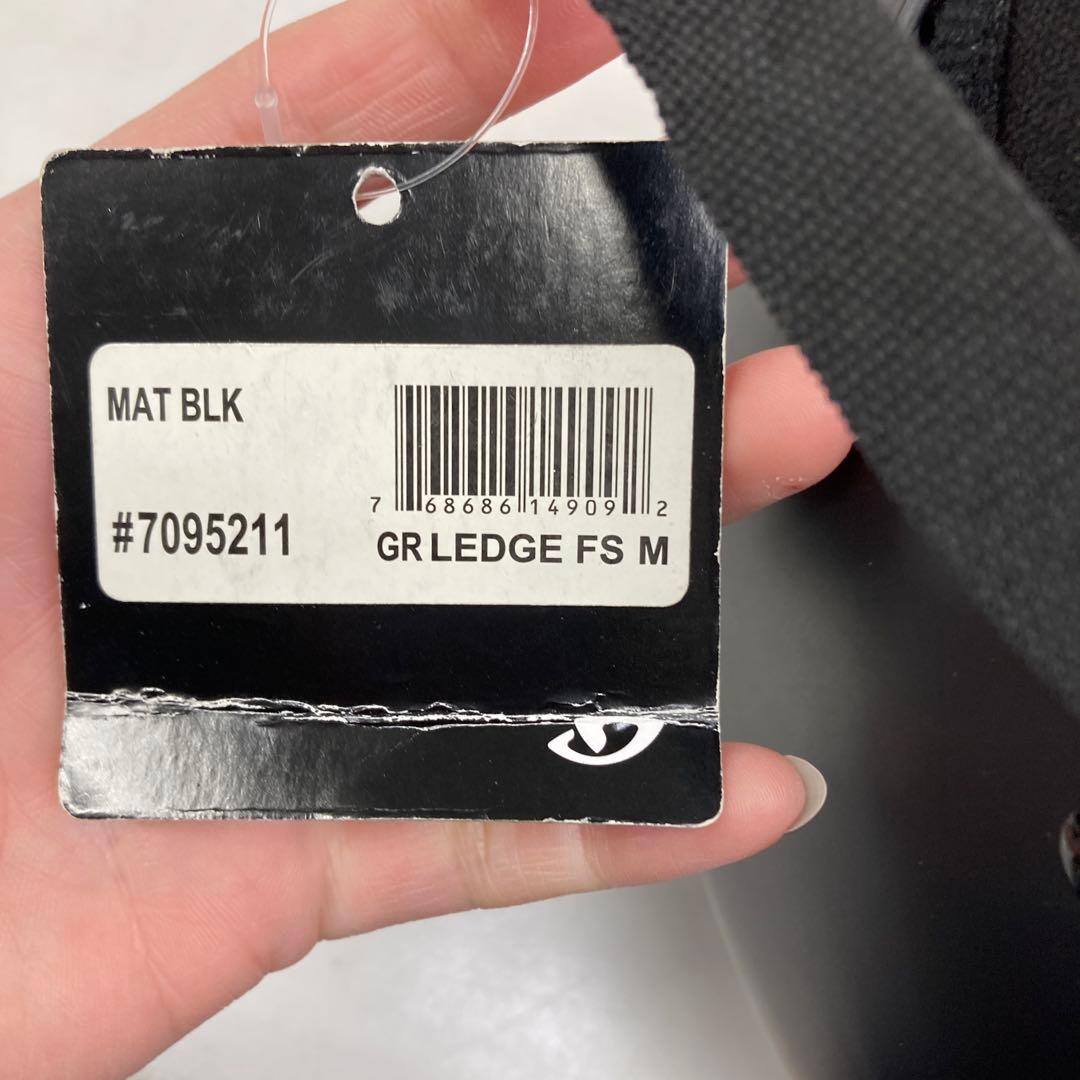 MAT BLK
7 68686 14909 2
#7095211
GR LEDGE FS M